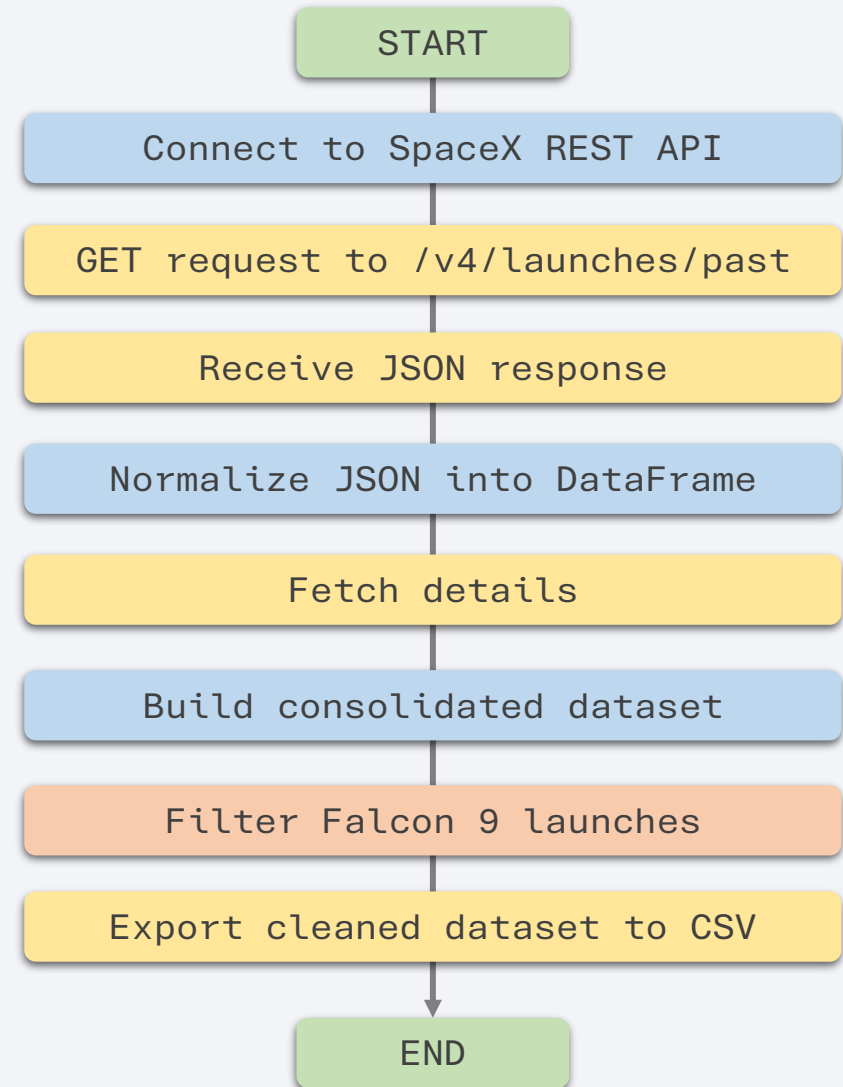 START
Connect to SpaceX REST API
GET request to /v4/launches/past
Receive JSON response
Normalize JSON into DataFrame
Fetch details
Build consolidated dataset
Filter Falcon 9 launches
Export cleaned dataset to CSV
END